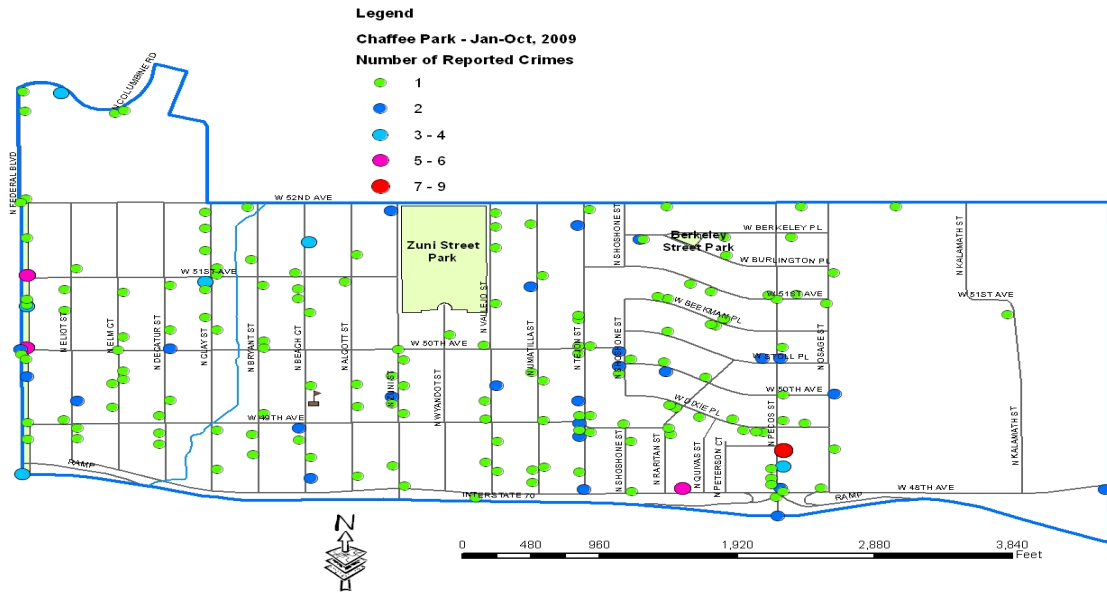 Legend
Chaffee Park - Jan-Oct, 2009
Number of Reported Crimes
1
2
3 - 4
5 - 6
7 - 9
N COLUMBINE RD
N FEDERAL BLVD
W 52ND AVE
Zuni Street
Park
Berkeley
Street Park
N SHOSHONE ST
W BERKELEY PL
W BURLINGTON PL
N KALAMATH ST
W 51ST AVE
W 51ST AVE
W 51ST AVE
W BEEKMAN PL
N VALLEJO ST
N ELIOT ST
N ELM CT
N DECATUR ST
N CLAY ST
N BRYANT ST
N BEACH CT
N ALCOTT ST
W 50TH AVE
N ZUNI ST
N WYANDOT ST
N UMATILLA ST
N TEJON ST
N SHOSHONE ST
W STOLL PL
N OSAGE ST
W 50TH AVE
W DIXIE PL
W 49TH AVE
N PECOS ST
N SHOSHONE ST
N RARITAN ST
N QUIVAS ST
N PETERSON CT
N KALAMATH ST
RAMP
INTERSTATE 70
RAMP
W 48TH AVE
N
0
480
960
1,920
2,880
3,840
Feet